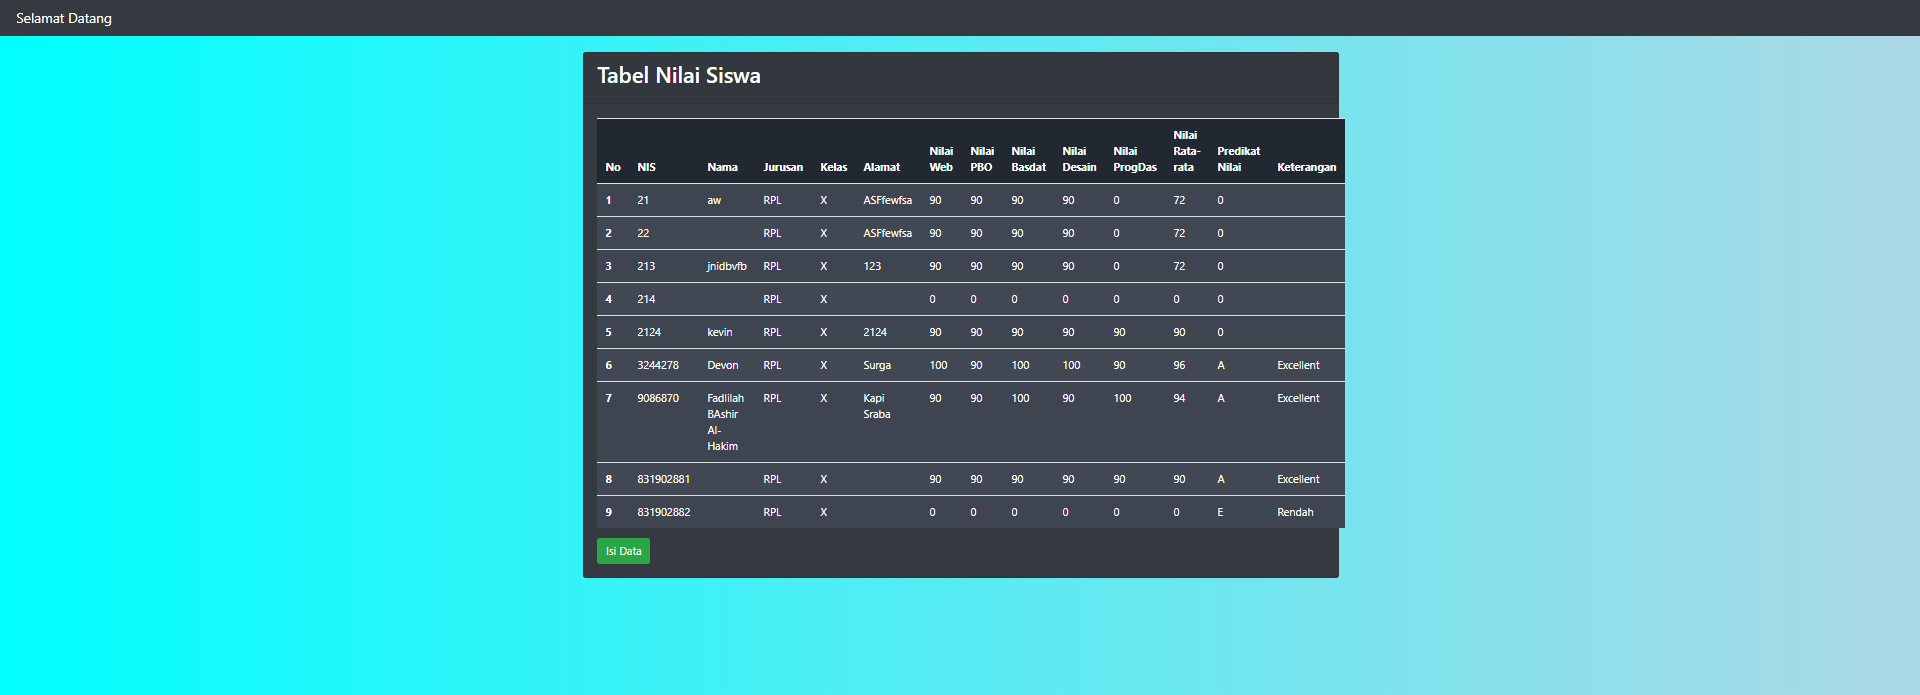 Selamat Datang
Tabel Nilai Siswa
No NIS Nama Jurusan Kelas Alamat Nilai Web Nilai PBO Nilai Basdat Nilai Desain Nilai ProgDas Nilai Rata-rata Predikat Nilai Keterangan
1 21 aw RPL X ASFfewfsa 90 90 90 90 0 72 0
2 22 RPL X ASFfewfsa 90 90 90 90 0 72 0
3 213 jnidbvfb RPL X 123 90 90 90 90 0 72 0
4 214 RPL X 0 0 0 0 0 0 0
5 2124 kevin RPL X 2124 90 90 90 90 90 90 0
6 3244278 Devon RPL X Surga 100 90 100 100 90 96 A Excellent
7 9086870 Fadlilah BAshir Al-Hakim RPL X Kapi Sraba 90 90 100 90 100 94 A Excellent
8 831902881 RPL X 90 90 90 90 90 90 A Excellent
9 831902882 RPL X 0 0 0 0 0 0 E Rendah
Isi Data